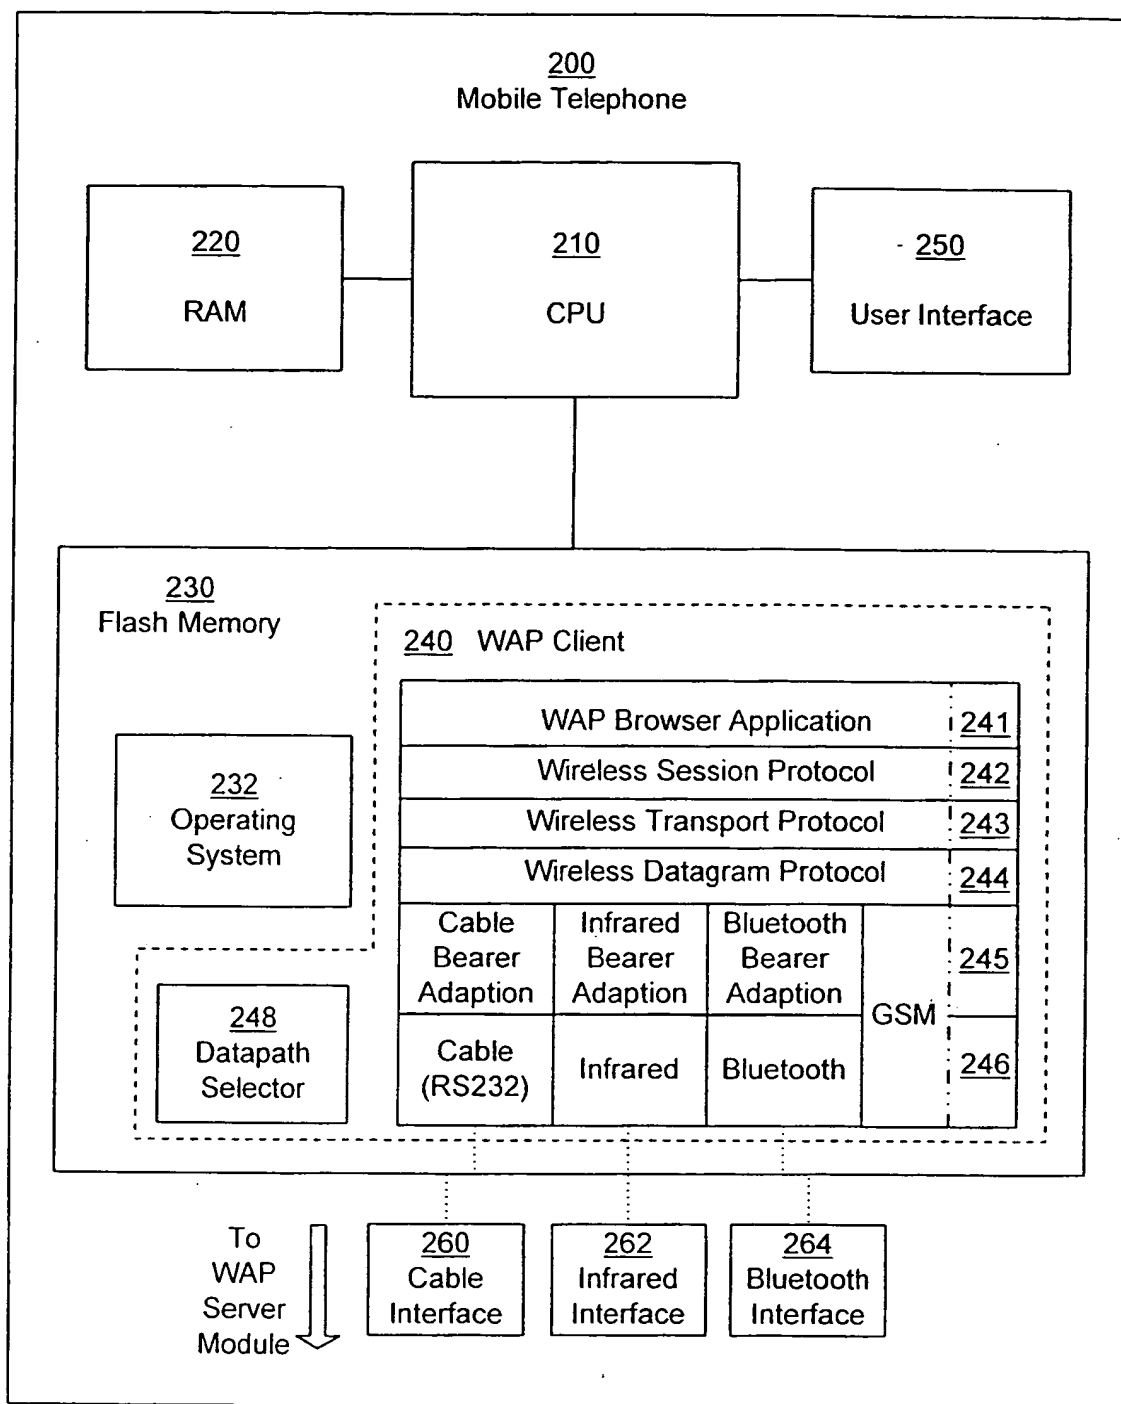 200
Mobile Telephone
220
RAM
210
CPU
250
User Interface
230
Flash Memory
240 WAP Client
WAP Browser Application 241
Wireless Session Protocol 242
Wireless Transport Protocol 243
Wireless Datagram Protocol 244
232
Operating
System
Cable
Bearer
Adaption
Infrared
Bearer
Adaption
Bluetooth
Bearer
Adaption
GSM
245
248
Datapath
Selector
Cable
(RS232)
Infrared
Bluetooth
246
To
WAP
Server
Module
260
Cable
Interface
262
Infrared
Interface
264
Bluetooth
Interface